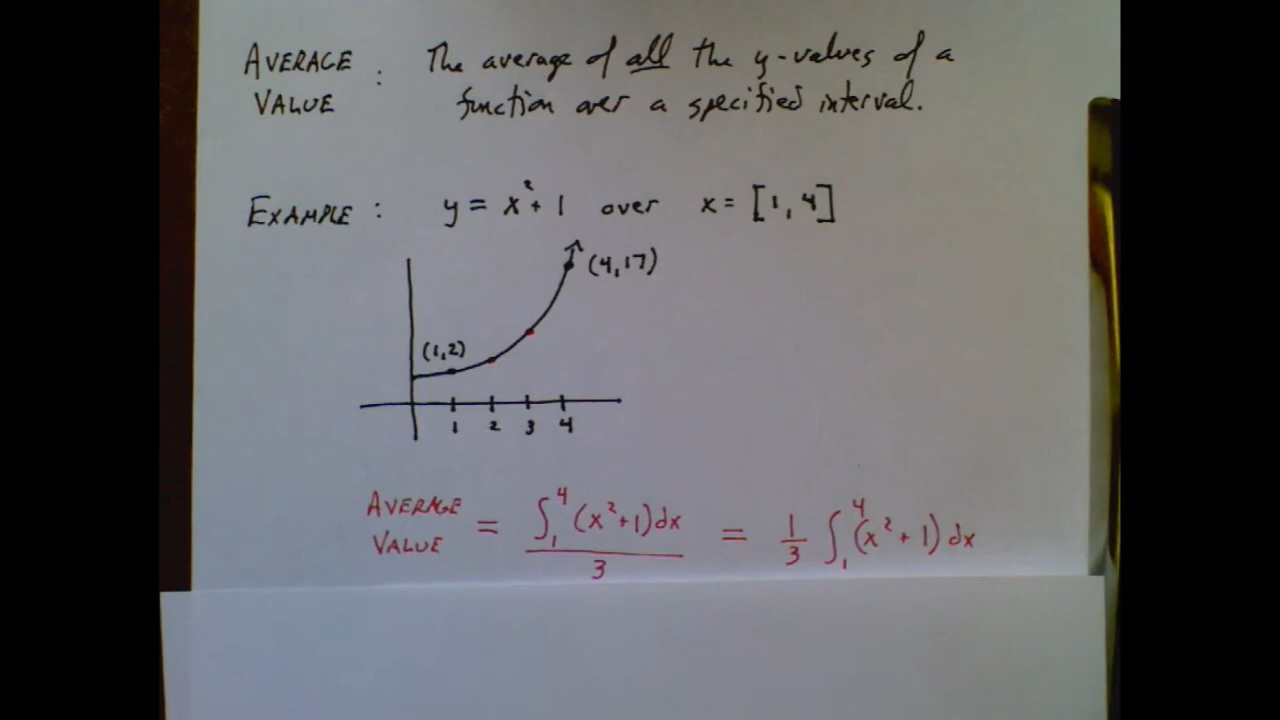 AVERAGE VALUE : The average of all the y-values of a
function over a specified interval.
EXAMPLE : y = x² + 1 over x = [1, 4]
(4, 17)
(1, 2)
1 2 3 4
AVERAGE VALUE = ∫₁⁴ (x²+1)dx / 3 = 1/3 ∫₁⁴ (x² + 1) dx